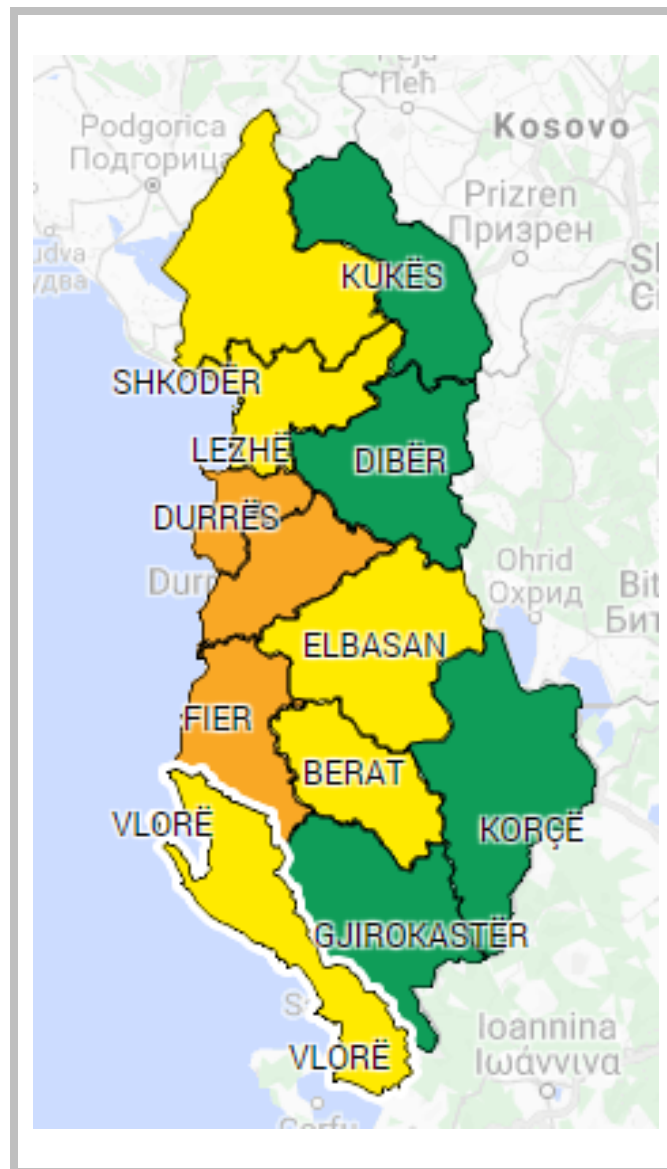 Пећ
Podgorica
Подгорица
Kosovo
Prizren
Призрен
KUKËS
SHKODËR
LEZHË
DIBËR
DURRËS
Ohrid
Охрид
ELBASAN
FIER
BERAT
VLORË
KORÇË
GJIROKASTËR
Ioannina
Ιωάννινα
VLORË